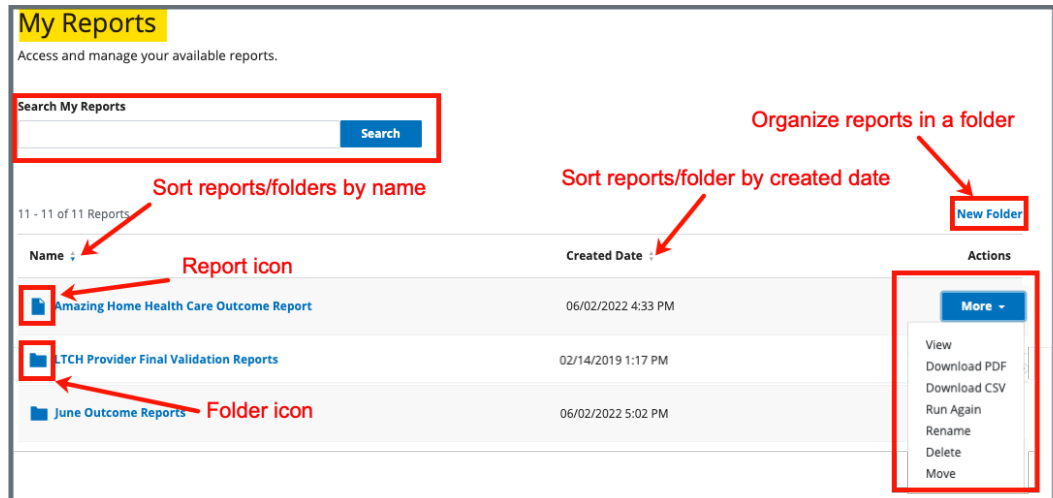 My Reports
Access and manage your available reports.
Search My Reports
Search
Organize reports in a folder
Sort reports/folders by name
Sort reports/folder by created date
11 - 11 of 11 Reports
New Folder
Name
Created Date
Actions
Report icon
Amazing Home Health Care Outcome Report
06/02/2022 4:33 PM
More
View
LTCH Provider Final Validation Reports
02/14/2019 1:17 PM
Download PDF
Download CSV
Folder icon
June Outcome Reports
06/02/2022 5:02 PM
Run Again
Rename
Delete
Move